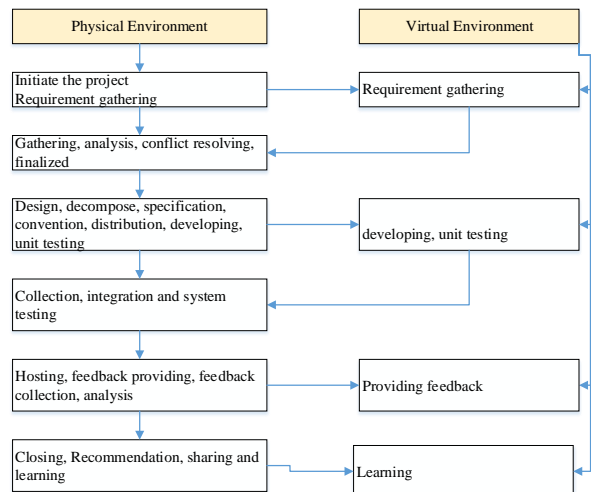 Physical Environment
Virtual Environment
Initiate the project
Requirement gathering
Requirement gathering
Gathering, analysis, conflict resolving,
finalized
Design, decompose, specification,
convention, distribution, developing,
unit testing
developing, unit testing
Collection, integration and system
testing
Hosting, feedback providing, feedback
collection, analysis
Providing feedback
Closing, Recommendation, sharing and
learning
Learning